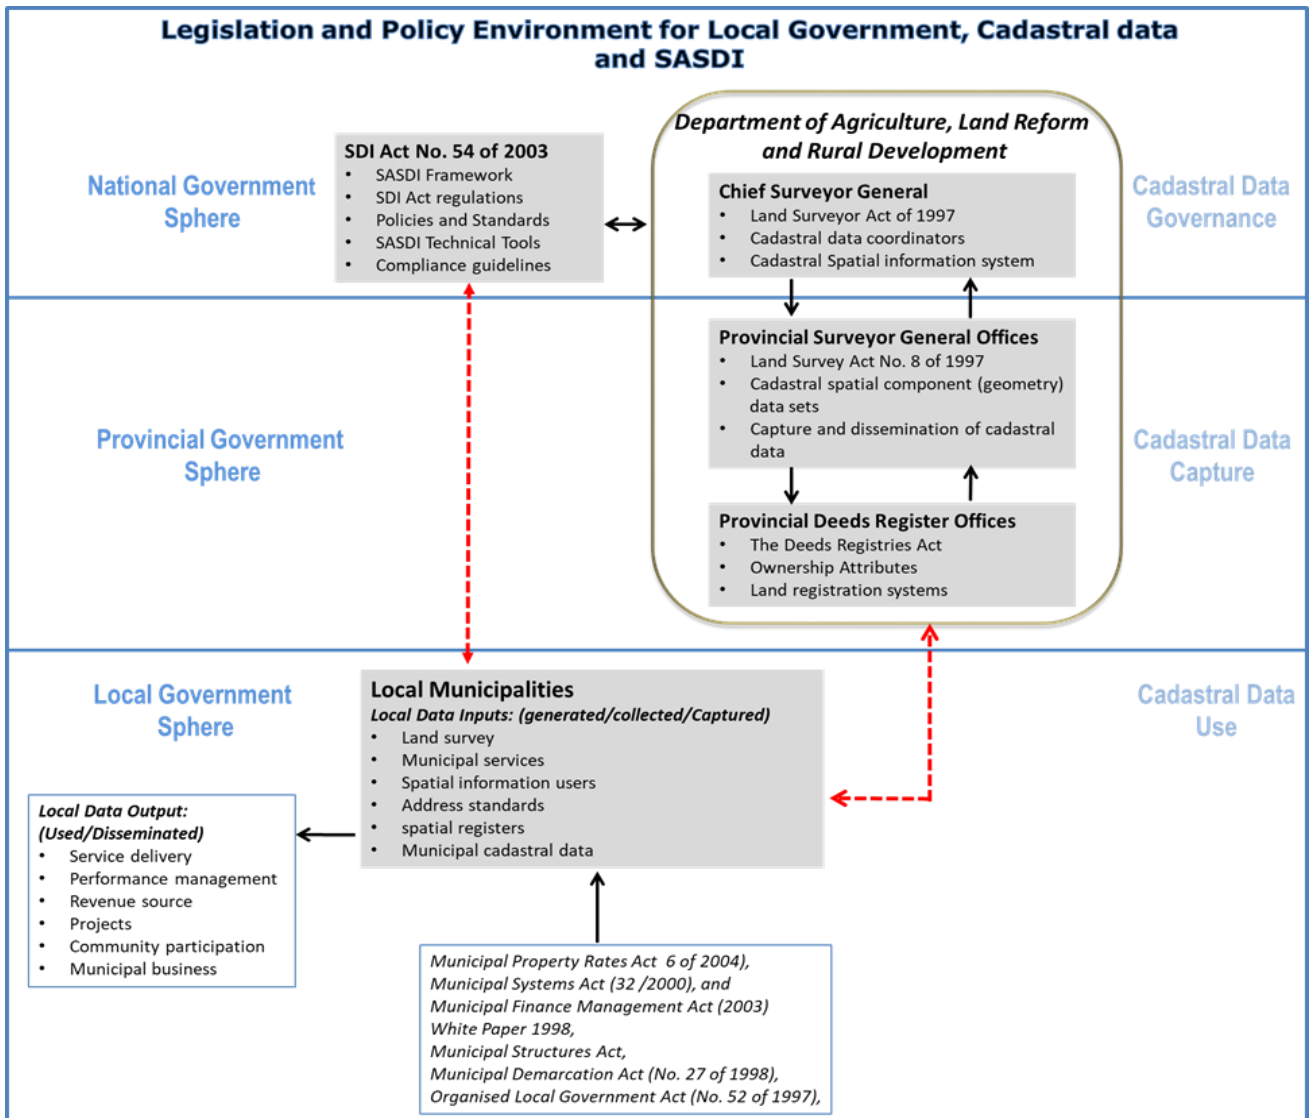 Legislation and Policy Environment for Local Government, Cadastral data
and SASDI
National Government
Sphere
SDI Act No. 54 of 2003
• SASDI Framework
• SDI Act regulations
• Policies and Standards
• SASDI Technical Tools
• Compliance guidelines
Department of Agriculture, Land Reform
and Rural Development
Chief Surveyor General
• Land Surveyor Act of 1997
• Cadastral data coordinators
• Cadastral Spatial information system
Cadastral Data
Governance
Provincial Government
Sphere
Provincial Surveyor General Offices
• Land Survey Act No. 8 of 1997
• Cadastral spatial component (geometry)
data sets
• Capture and dissemination of cadastral
data
Provincial Deeds Register Offices
• The Deeds Registries Act
• Ownership Attributes
• Land registration systems
Cadastral Data
Capture
Local Government
Sphere
Local Municipalities
Local Data Inputs: (generated/collected/Captured)
• Land survey
• Municipal services
• Spatial information users
• Address standards
• spatial registers
• Municipal cadastral data
Cadastral Data
Use
Local Data Output:
(Used/Disseminated)
• Service delivery
• Performance management
• Revenue source
• Projects
• Community participation
• Municipal business
Municipal Property Rates Act 6 of 2004),
Municipal Systems Act (32 /2000), and
Municipal Finance Management Act (2003)
White Paper 1998,
Municipal Structures Act,
Municipal Demarcation Act (No. 27 of 1998),
Organised Local Government Act (No. 52 of 1997),